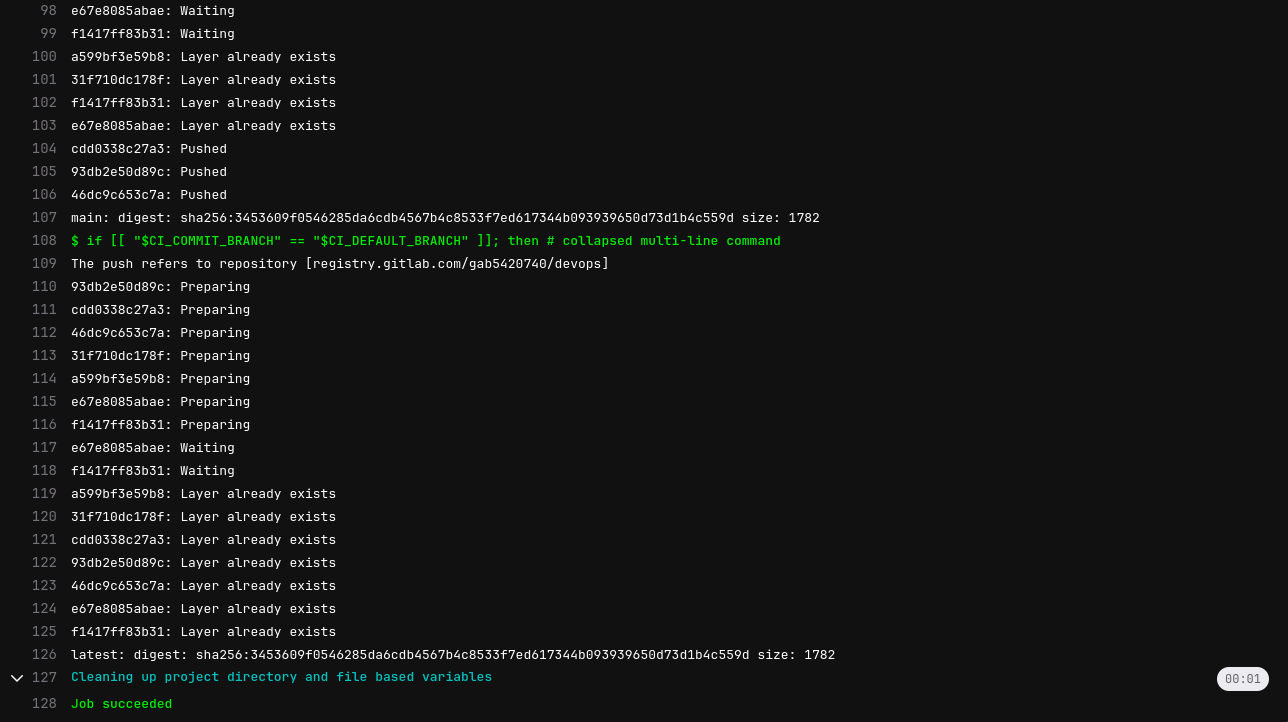 98 e67e8085abae: Waiting
99 f1417ff83b31: Waiting
100 a599bf3e59b8: Layer already exists
101 31f710dc178f: Layer already exists
102 f1417ff83b31: Layer already exists
103 e67e8085abae: Layer already exists
104 cdd0338c27a3: Pushed
105 93db2e50d89c: Pushed
106 46dc9c653c7a: Pushed
107 main: digest: sha256:3453609f0546285da6cdb4567b4c8533f7ed617344b093939650d73d1b4c559d size: 1782
108 $ if [[ "$CI_COMMIT_BRANCH" == "$CI_DEFAULT_BRANCH" ]]; then # collapsed multi-line command
109 The push refers to repository [registry.gitlab.com/gab5420740/devops]
110 93db2e50d89c: Preparing
111 cdd0338c27a3: Preparing
112 46dc9c653c7a: Preparing
113 31f710dc178f: Preparing
114 a599bf3e59b8: Preparing
115 e67e8085abae: Preparing
116 f1417ff83b31: Preparing
117 e67e8085abae: Waiting
118 f1417ff83b31: Waiting
119 a599bf3e59b8: Layer already exists
120 31f710dc178f: Layer already exists
121 cdd0338c27a3: Layer already exists
122 93db2e50d89c: Layer already exists
123 46dc9c653c7a: Layer already exists
124 e67e8085abae: Layer already exists
125 f1417ff83b31: Layer already exists
126 latest: digest: sha256:3453609f0546285da6cdb4567b4c8533f7ed617344b093939650d73d1b4c559d size: 1782
127 Cleaning up project directory and file based variables 00:01
128 Job succeeded